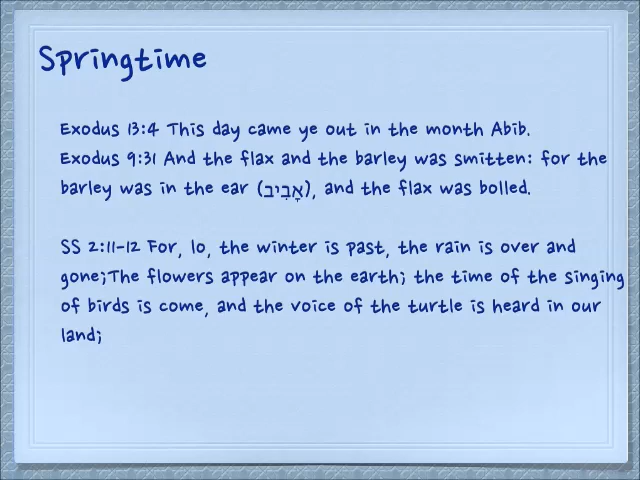 Springtime
Exodus 13:4 This day came ye out in the month Abib.
Exodus 9:31 And the flax and the barley was smitten: for the
barley was in the ear (אָבִיב), and the flax was bolled.
SS 2:11-12 For, lo, the winter is past, the rain is over and
gone;The flowers appear on the earth; the time of the singing
of birds is come, and the voice of the turtle is heard in our
land;